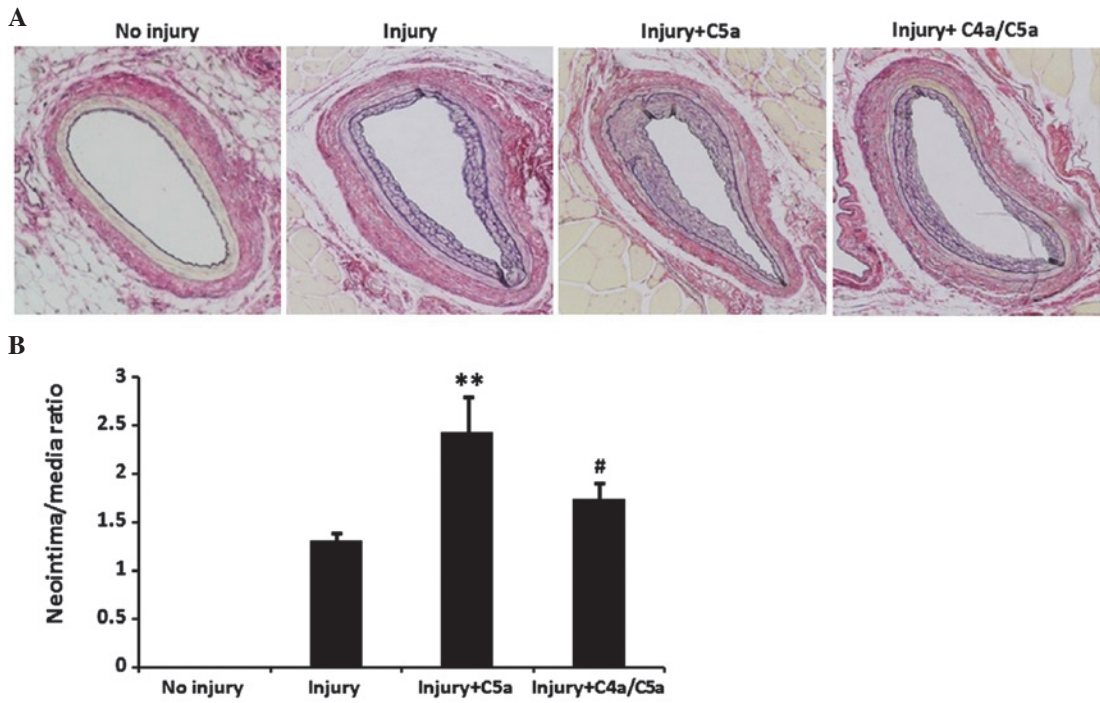 A
No injury
Injury
Injury+C5a
Injury+ C4a/C5a
B
Neointima/media ratio
3
2.5
2
1.5
1
0.5
0
**
#
No injury
Injury
Injury+C5a
Injury+C4a/C5a